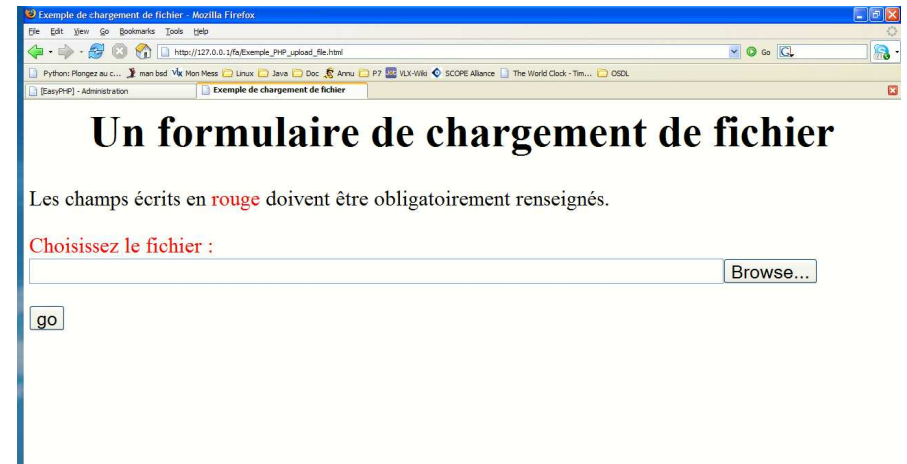 Exemple de chargement de fichier - Mozilla Firefox
File Edit View Go Bookmarks Tools Help
http://127.0.0.1/fa/Exemple_PHP_upload_file.html Go
Python: Plongez au c... man bsd Mon Mess Linux Java Doc Annu P7 VLX-Wiki SCOPE Alliance The World Clock - Tim... OSDL
[EasyPHP] - Administration Exemple de chargement de fichier
Un formulaire de chargement de fichier
Les champs écrits en rouge doivent être obligatoirement renseignés.
Choisissez le fichier :
Browse...
go